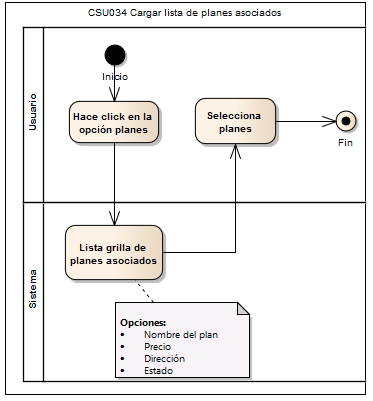 CSU034 Cargar lista de planes asociados
Usuario
Inicio
Hace click en la
opción planes
Selecciona
planes
Fin
Sistema
Lista grilla de
planes asociados
Opciones:
• Nombre del plan
• Precio
• Dirección
• Estado